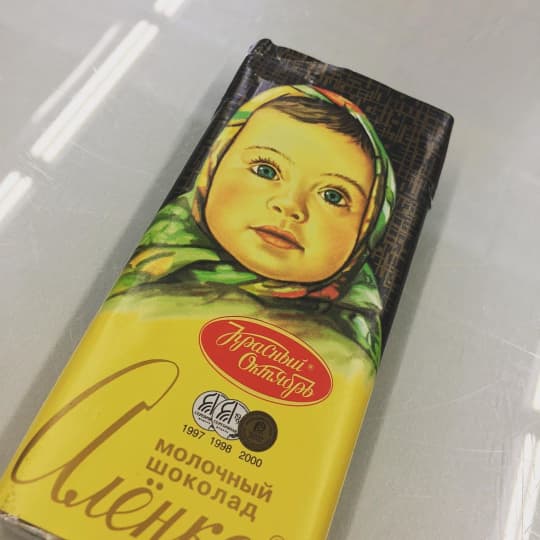 Красный
Октябрь
1997 1998 2000
молочный
шоколад
Алёнка